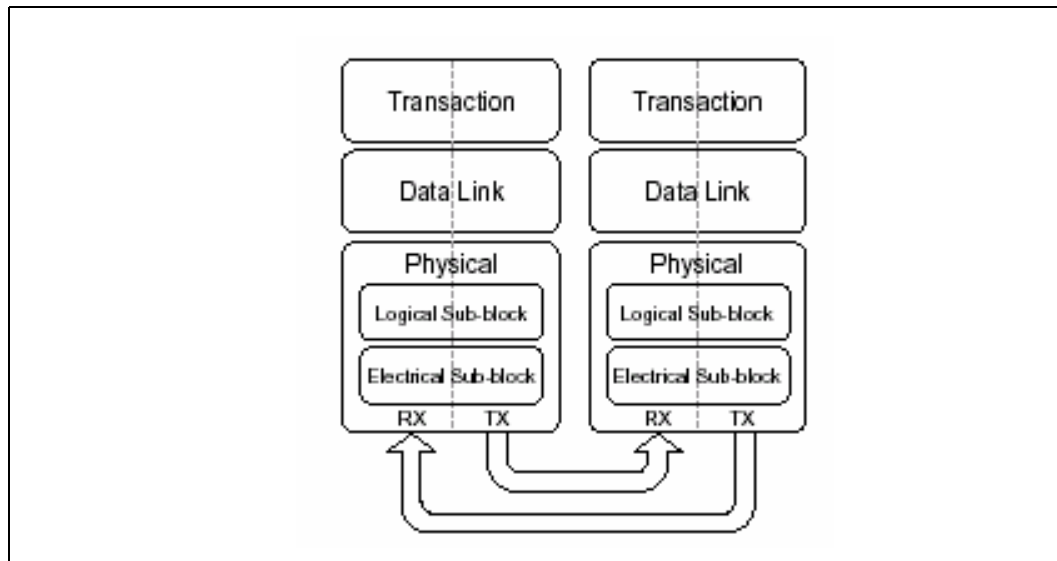 Transaction
Transaction
Data Link
Data Link
Physical
Physical
Logical Sub-block
Logical Sub-block
Electrical Sub-block
Electrical Sub-block
RX TX
RX TX